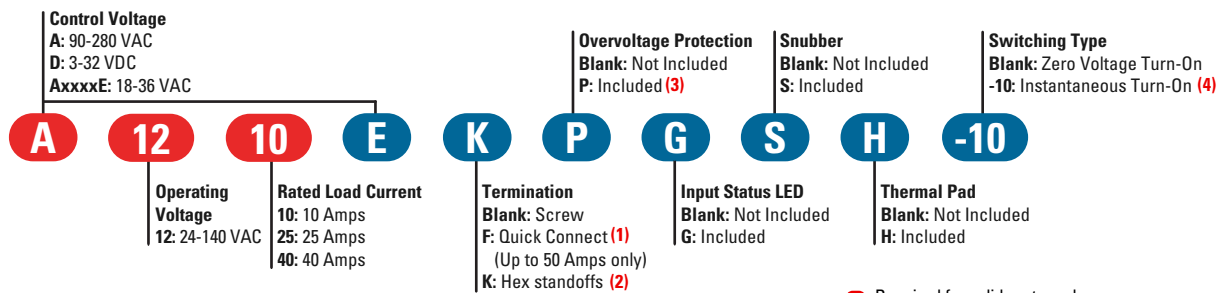 Control Voltage
A: 90-280 VAC
D: 3-32 VDC
AxxxxE: 18-36 VAC
Overvoltage Protection
Blank: Not Included
P: Included (3)
Snubber
Blank: Not Included
S: Included
Switching Type
Blank: Zero Voltage Turn-On
-10: Instantaneous Turn-On (4)
A 12 10 E K P G S H -10
Operating
Voltage
12: 24-140 VAC
Rated Load Current
10: 10 Amps
25: 25 Amps
40: 40 Amps
Termination
Blank: Screw
F: Quick Connect (1)
(Up to 50 Amps only)
K: Hex standoffs (2)
Input Status LED
Blank: Not Included
G: Included
Thermal Pad
Blank: Not Included
H: Included